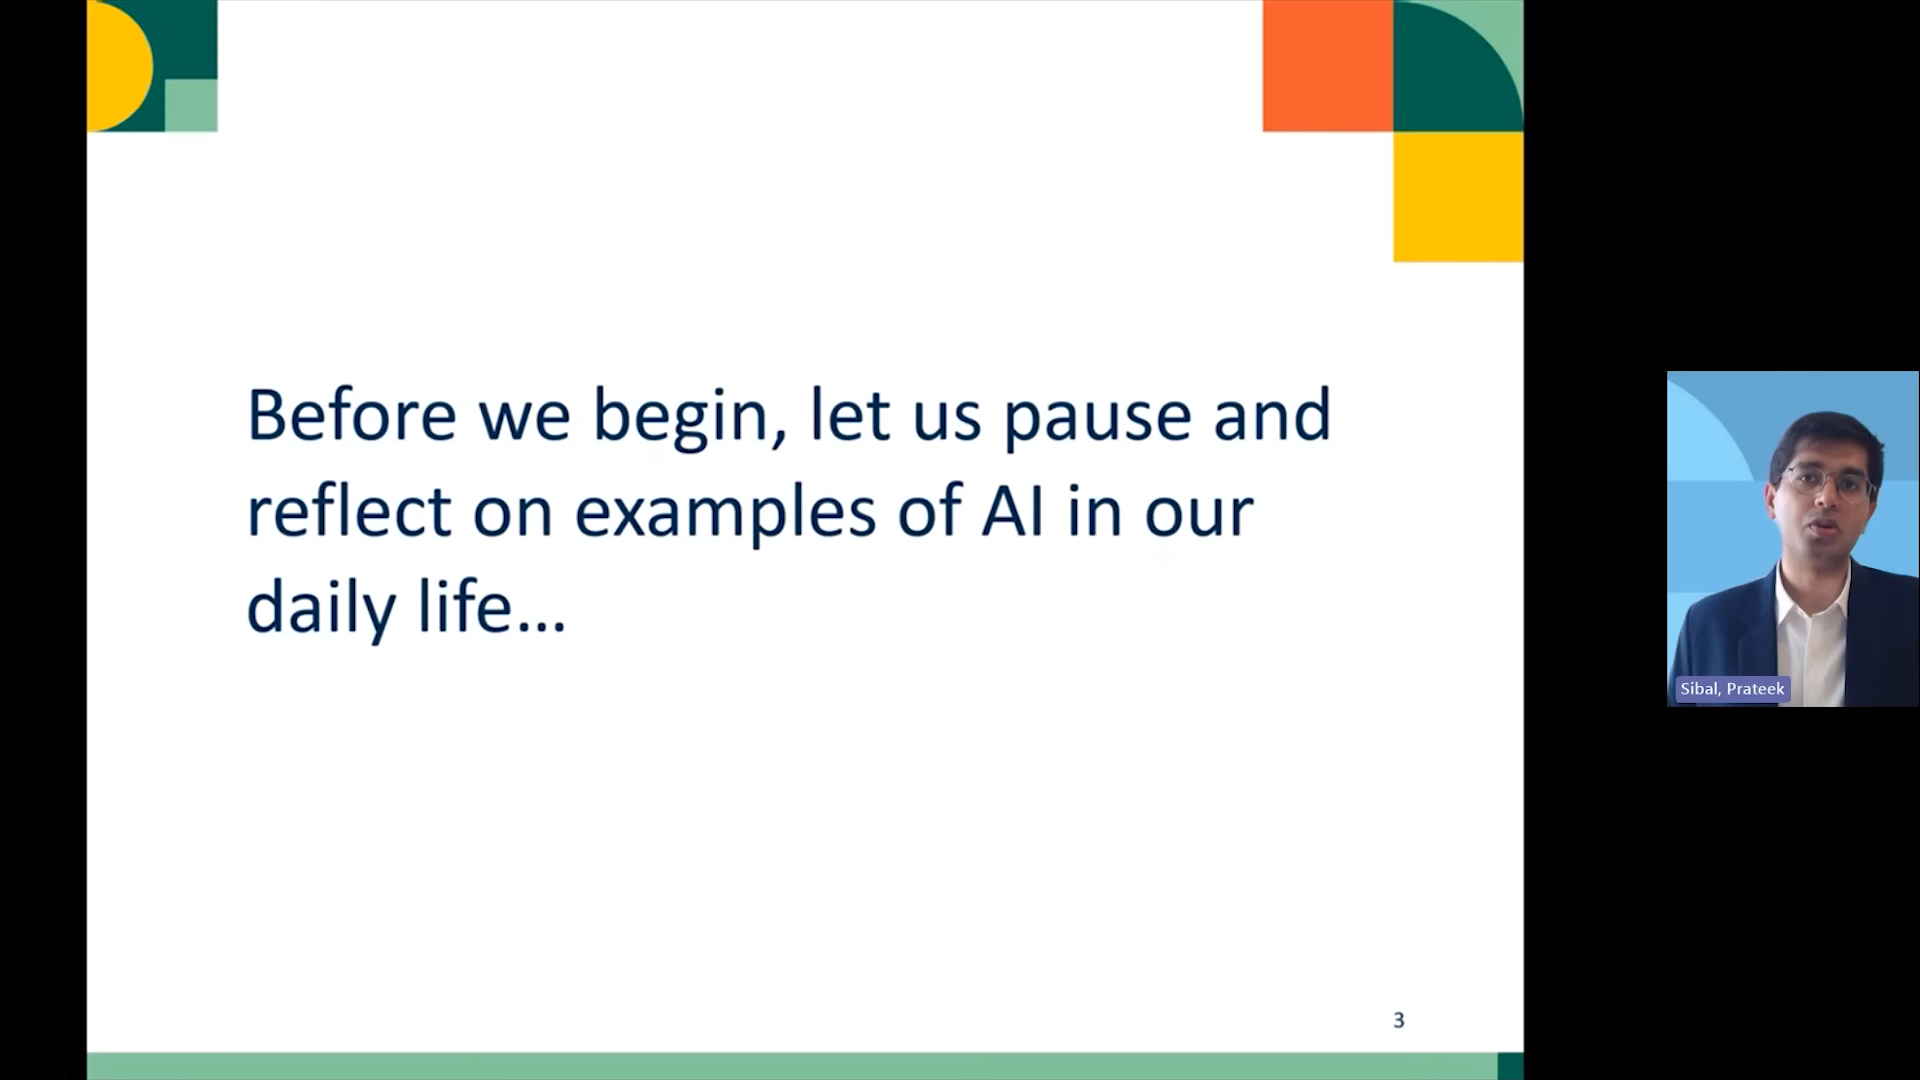 Before we begin, let us pause and
reflect on examples of AI in our
daily life...
Sibal, Prateek
3